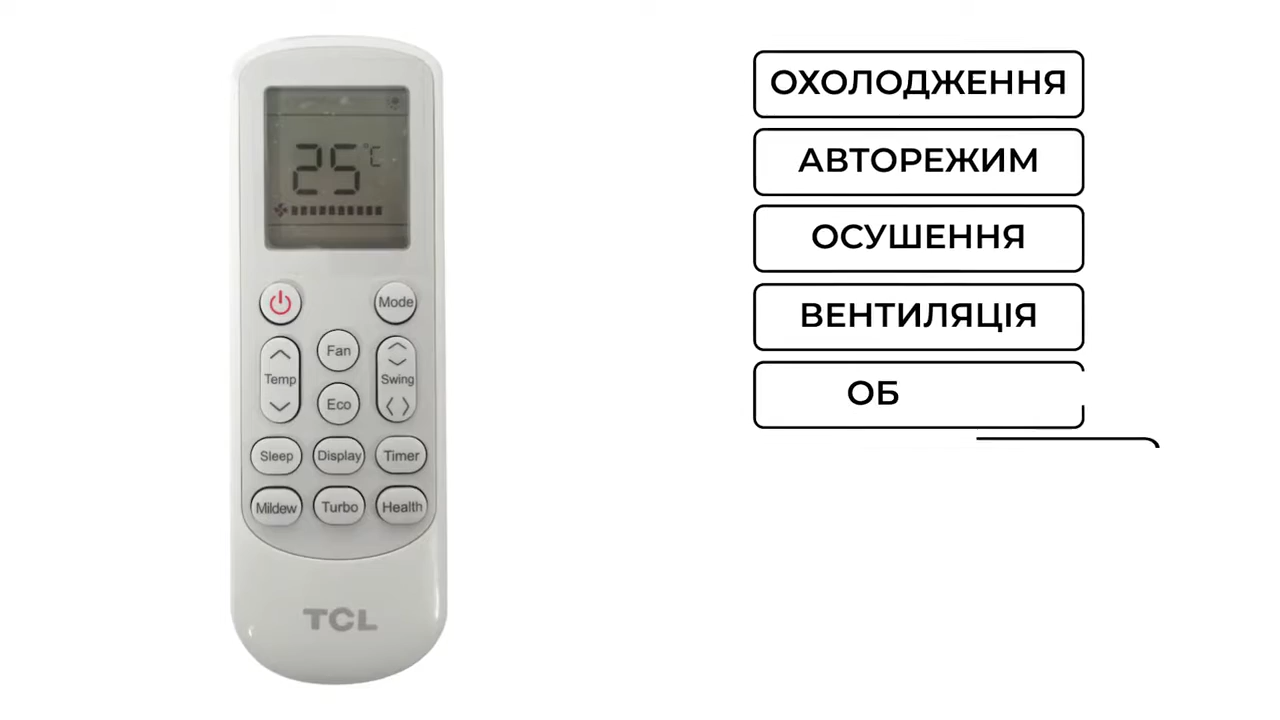 25°C
Mode
Fan
Temp
Swing
Eco
Sleep Display Timer
Mildew Turbo Health
TCL
ОХОЛОДЖЕННЯ
АВТОРЕЖИМ
ОСУШЕННЯ
ВЕНТИЛЯЦІЯ
ОБ